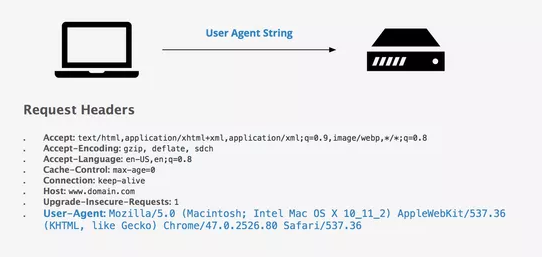 User Agent String
Request Headers
. Accept: text/html,application/xhtml+xml,application/xml;q=0.9,image/webp,*/*;q=0.8
. Accept-Encoding: gzip, deflate, sdch
. Accept-Language: en-US,en;q=0.8
. Cache-Control: max-age=0
. Connection: keep-alive
. Host: www.domain.com
. Upgrade-Insecure-Requests: 1
. User-Agent: Mozilla/5.0 (Macintosh; Intel Mac OS X 10_11_2) AppleWebKit/537.36
(KHTML, like Gecko) Chrome/47.0.2526.80 Safari/537.36